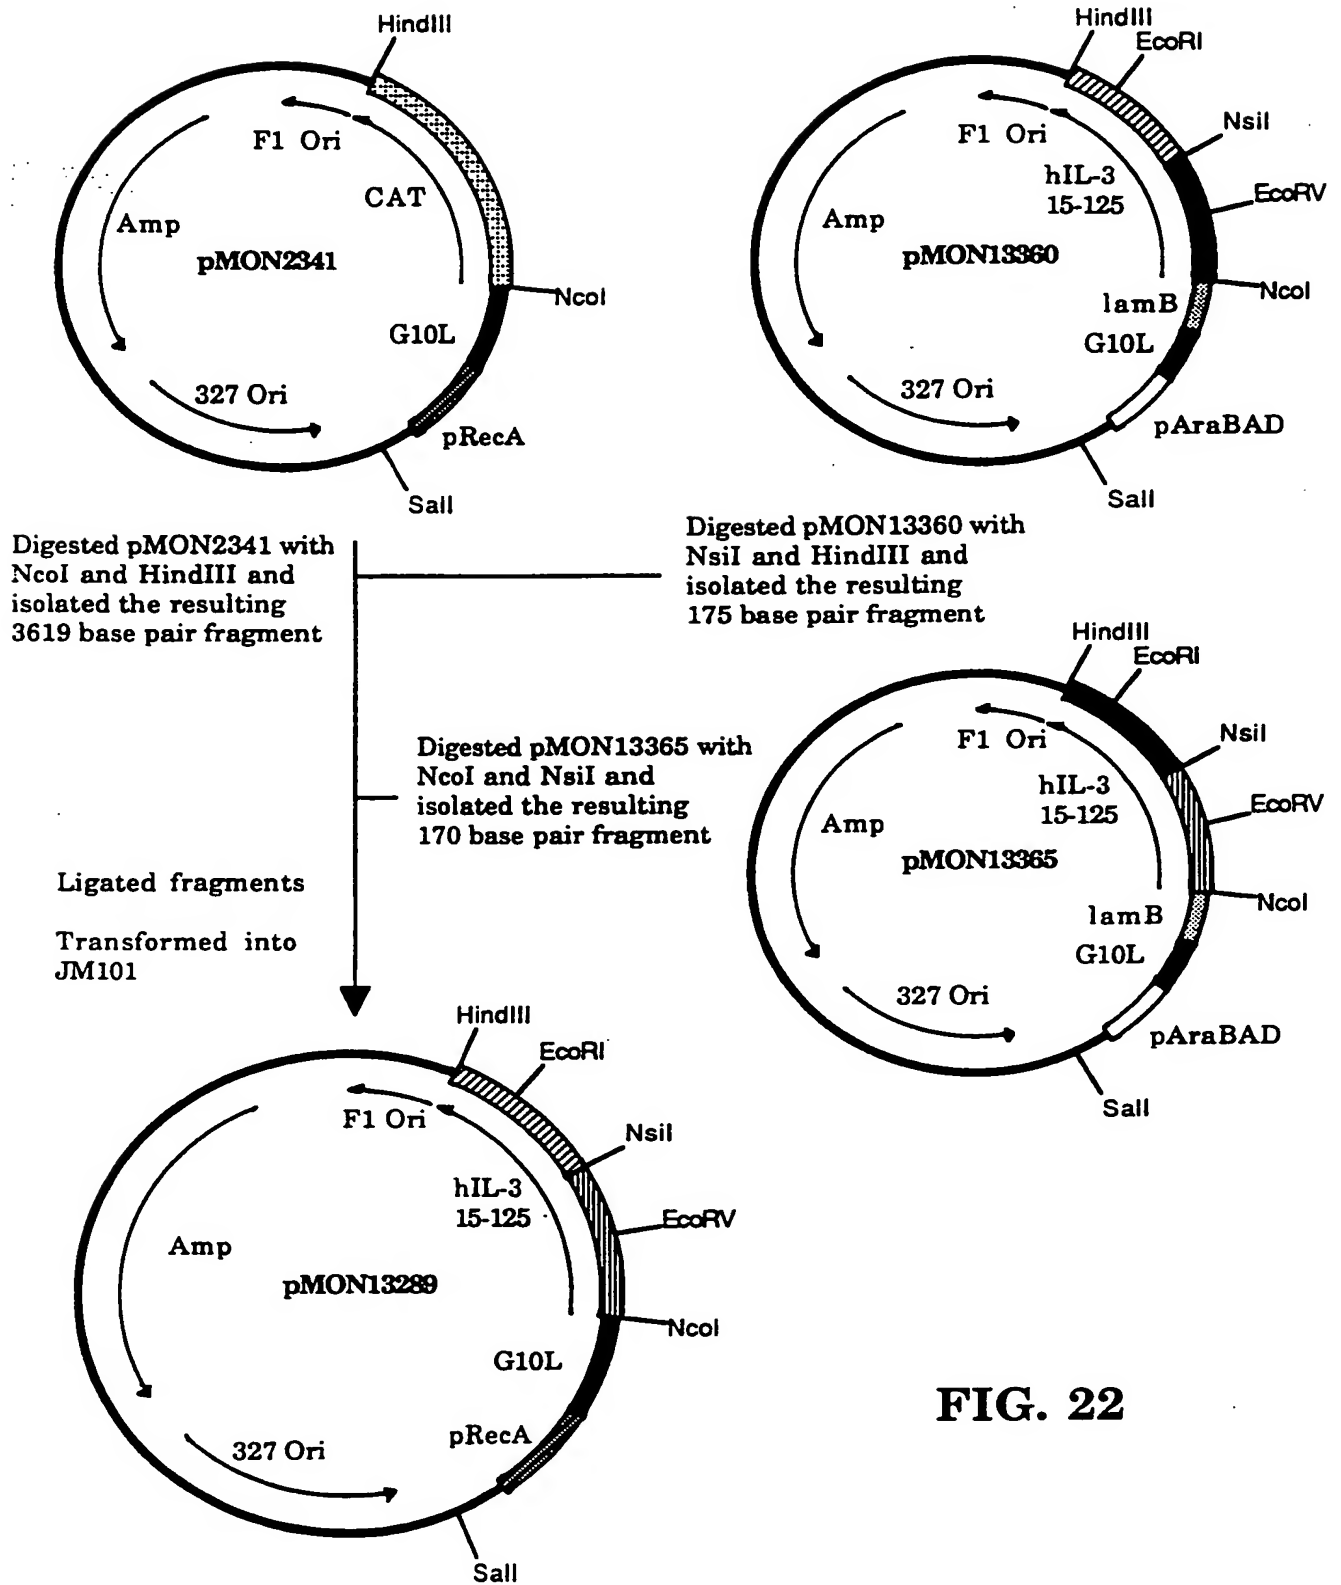 HindIII
F1 Ori
CAT
Amp
pMON2341
NcoI
G10L
327 Ori
pRecA
SalI
HindIII
EcoRI
NsiI
F1 Ori
hIL-3
15-125
EcoRV
Amp
pMON13360
NcoI
lamB
G10L
327 Ori
pAraBAD
SalI
Digested pMON2341 with
NcoI and HindIII and
isolated the resulting
3619 base pair fragment
Digested pMON13360 with
NsiI and HindIII and
isolated the resulting
175 base pair fragment
Digested pMON13365 with
NcoI and NsiI and
isolated the resulting
170 base pair fragment
HindIII
EcoRI
NsiI
F1 Ori
hIL-3
15-125
EcoRV
Amp
pMON13365
NcoI
lamB
G10L
327 Ori
pAraBAD
SalI
Ligated fragments
Transformed into
JM101
HindIII
EcoRI
F1 Ori
NsiI
hIL-3
15-125
EcoRV
Amp
pMON13289
NcoI
G10L
pRecA
327 Ori
SalI
FIG. 22